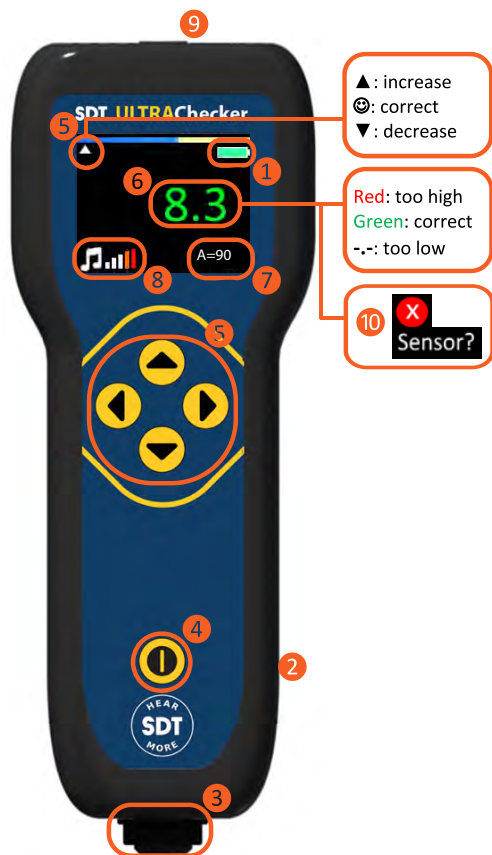 9
SDT ULTRAChecker
5
▲: increase
☺: correct
▼: decrease
1
6
8.3
Red: too high
Green: correct
-.-: too low
A=90
8
7
10
X
Sensor?
5
4
2
HEAR
SDT
MORE
3